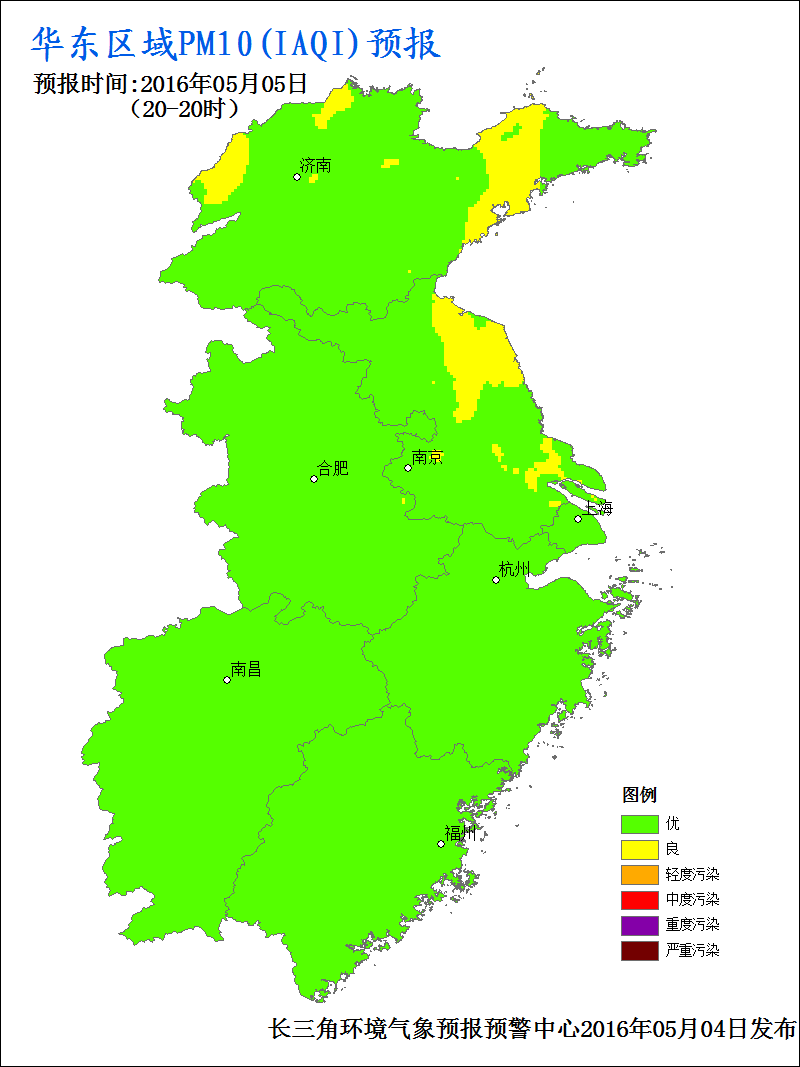 华东区域PM10(IAQI)预报
预报时间:2016年05月05日
（20-20时）
济南
南京
合肥
上海
杭州
南昌
福州
图例
优
良
轻度污染
中度污染
重度污染
严重污染
长三角环境气象预报预警中心2016年05月04日发布